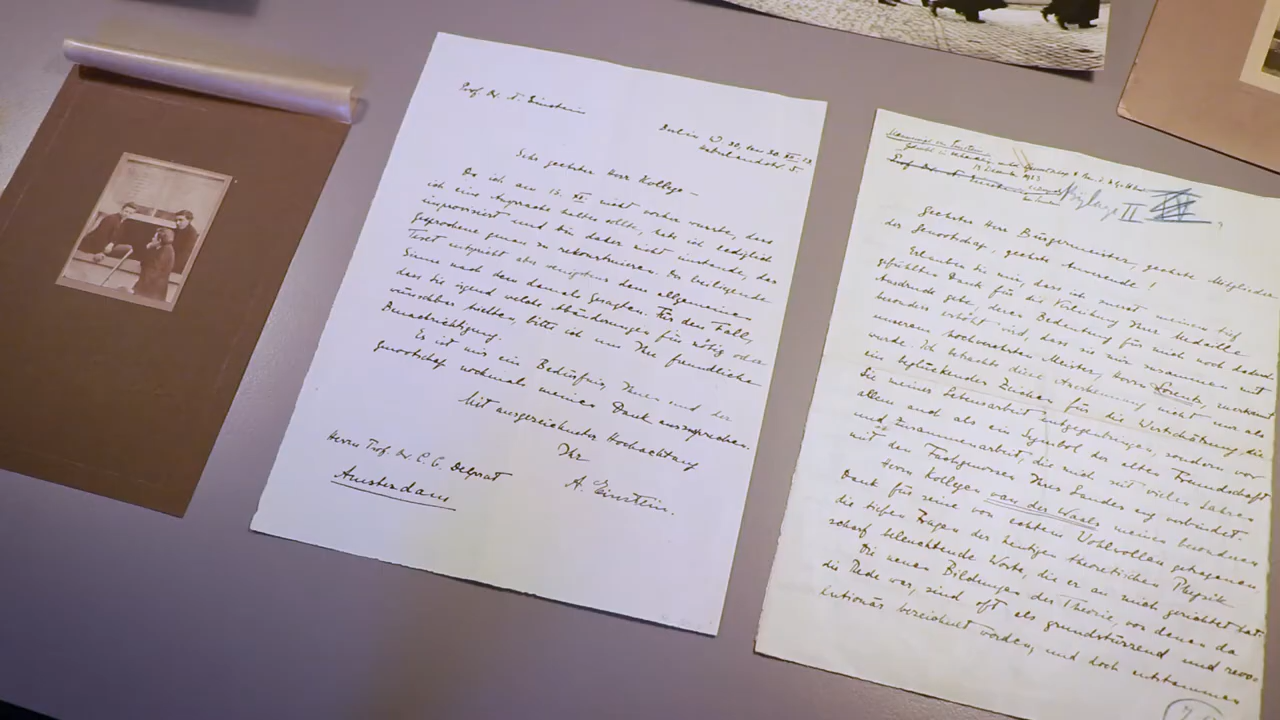 Prof. Dr. A. Einstein
Berlin W. 30, den 30. XII. 23
Haberlandstr. 5.
Sehr geehrter Herr Kollege –
Da ich am 13. XII. nicht vorher wusste, dass
ich eine Ansprache halten sollte, habe ich lediglich
improvisiert und bin daher nicht imstande, das
Gesprochene genau zu rekonstruieren. Der beiliegende
Text entspricht aber wenigstens dem allgemeinen
Sinne nach dem damals Gesagten. Für den Fall,
dass Sie irgend welche Abänderungen für nötig oder
wünschbar hielten, bitte ich um Ihre freundliche
Benachrichtigung.
Es ist mir ein Bedürfnis, Ihnen und der
Genootschap nochmals meinen Dank auszusprechen.
Mit ausgezeichneter Hochachtung
Ihr
A. Einstein.
Herrn Prof. Dr. C. C. Delprat
Amsterdam
Manuscript von Einstein
Bijlage II
Geehrter Herr Bürgermeister, geehrte Mitglieder
der Genootschap, geehrte Anwesende!
Erlauben Sie mir, dass ich zuerst meinen tief
gefühlten Dank für die Verleihung Ihrer Medaille
Ausdruck gebe, deren Bedeutung für mich noch dadurch
besonders erhöht wird, dass sie mir zusammen mit
unserem hochverehrten Meister, Herrn Lorentz zuerkannt
wurde. Ich betrachte diese Anerkennung nicht nur als
ein beglückendes Zeichen für die Wertschätzung, die
Sie meiner Lebensarbeit entgegenbringen, sondern vor
allem auch als ein Symbol der alten Freundschaft
und Zusammenarbeit, die mich seit vielen Jahren
mit den Fachgenossen Ihres Landes eng verbindet.
Herrn Kollegen van der Waals meinen besonderen
Dank für seine von echtem Wohlwollen getragenen
die tiefen Fragen der heutigen theoretischen Physik
scharf beleuchtende Worte, die er an mich gerichtet hat.
Die neuen Bildungen der Theorie, von denen da
die Rede war, sind oft als grundstürzend und revo-
lutionär bezeichnet worden, und doch entstammen